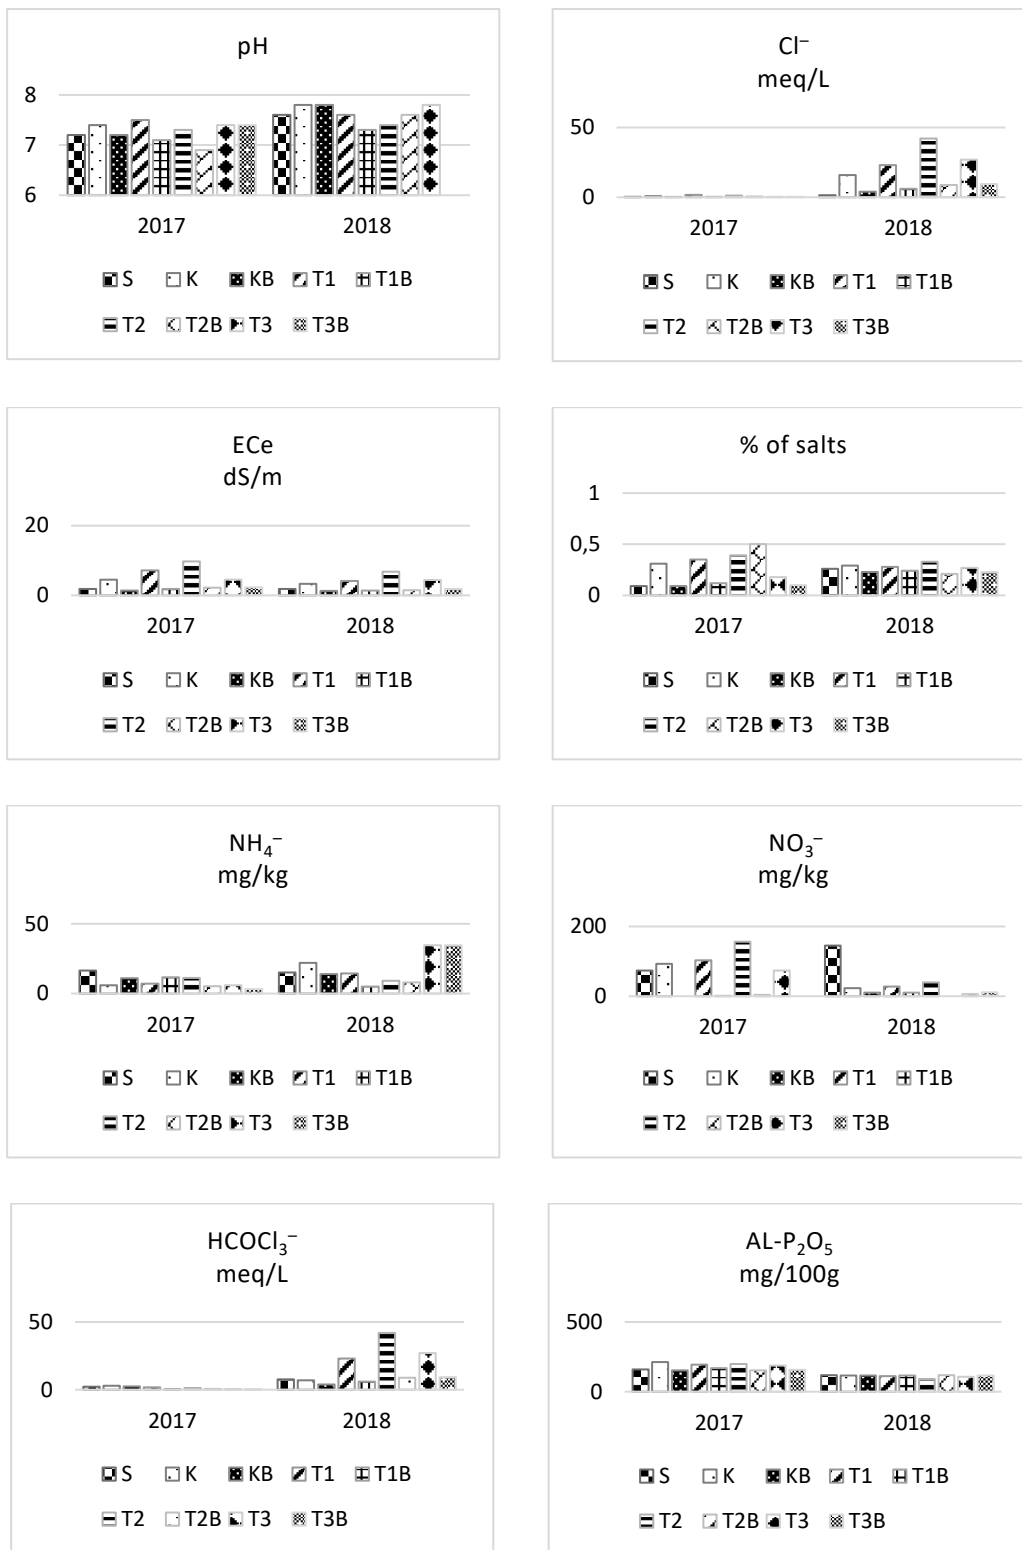 pH
8
7
6
2017 2018
S K KB T1 T1B
T2 T2B T3 T3B
Cl⁻
meq/L
50
0
2017 2018
S K KB T1 T1B
T2 T2B T3 T3B
ECe
dS/m
20
0
2017 2018
S K KB T1 T1B
T2 T2B T3 T3B
% of salts
1
0,5
0
2017 2018
S K KB T1 T1B
T2 T2B T3 T3B
NH₄⁻
mg/kg
50
0
2017 2018
S K KB T1 T1B
T2 T2B T3 T3B
NO₃⁻
mg/kg
200
0
2017 2018
S K KB T1 T1B
T2 T2B T3 T3B
HCOCl₃⁻
meq/L
50
0
2017 2018
S K KB T1 T1B
T2 T2B T3 T3B
AL-P₂O₅
mg/100g
500
0
2017 2018
S K KB T1 T1B
T2 T2B T3 T3B